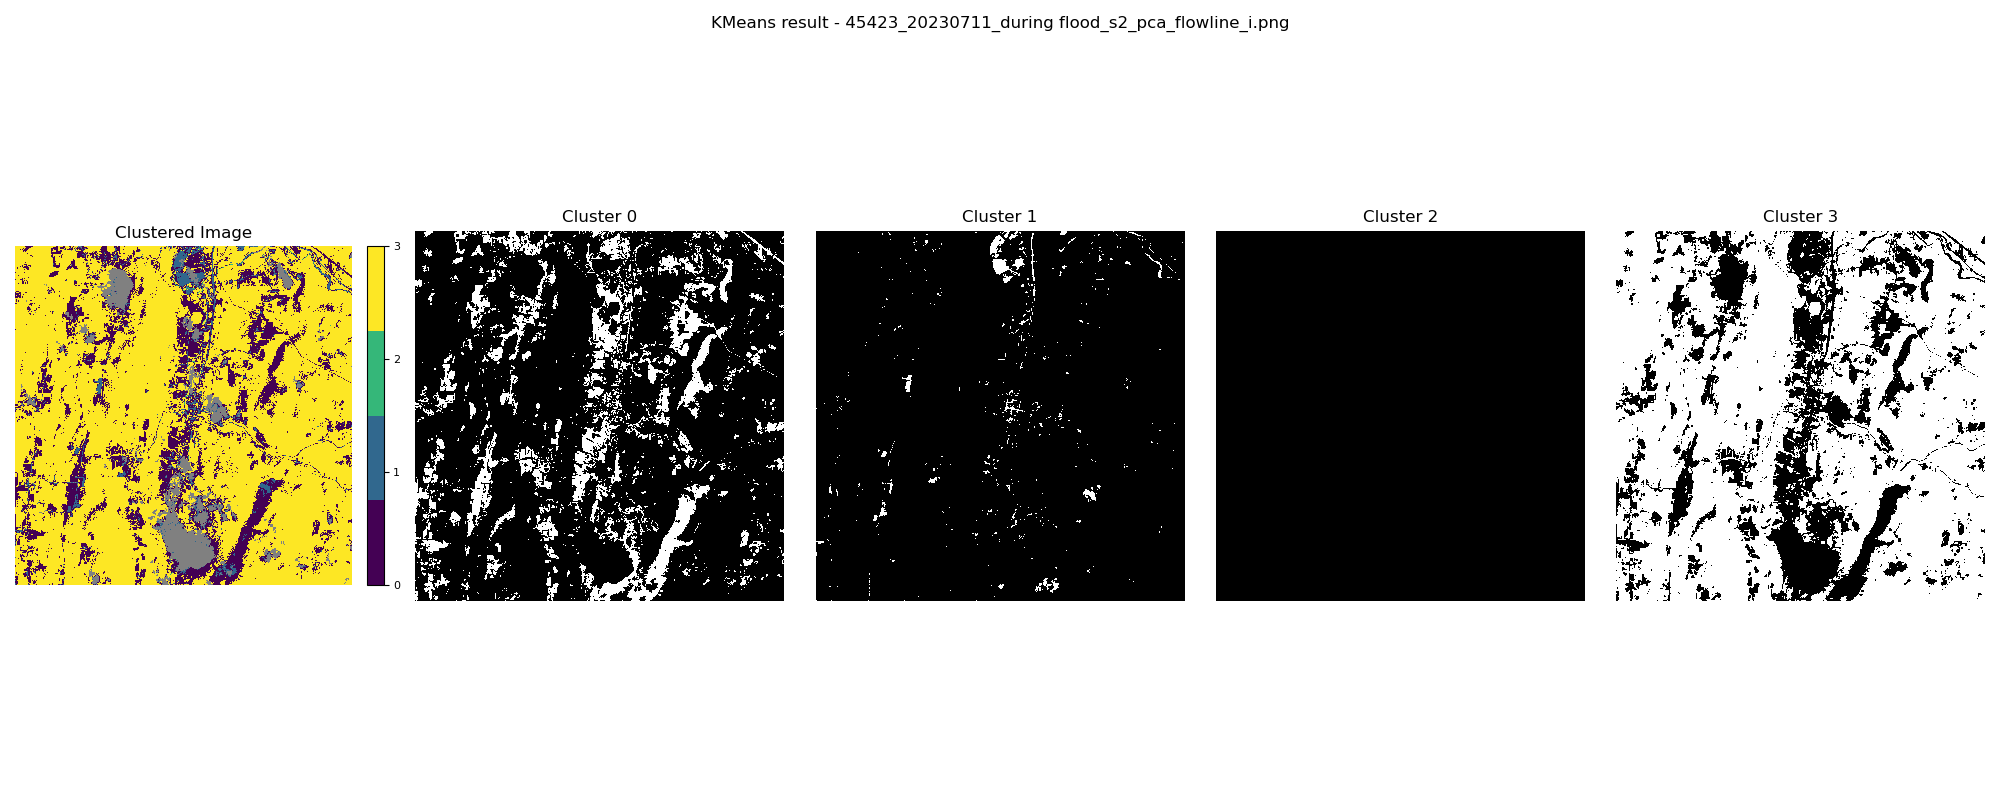 KMeans result - 45423_20230711_during flood_s2_pca_flowline_i.png
Clustered Image
Cluster 0
Cluster 1
Cluster 2
Cluster 3
3
2
1
0